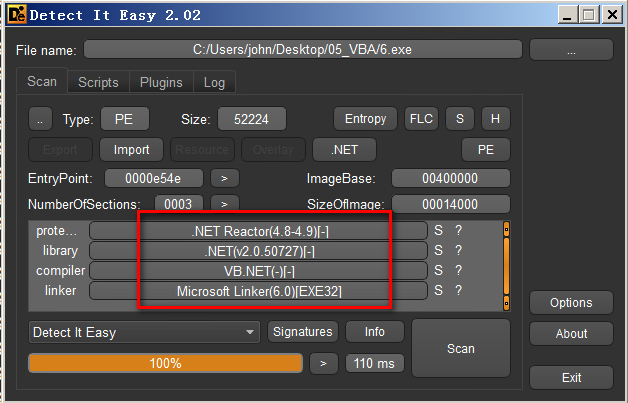 Detect It Easy 2.02
File name: C:/Users/john/Desktop/05_VBA/6.exe ...
Scan Scripts Plugins Log
.. Type: PE Size: 52224 Entropy FLC S H
Export Import Resource Overlay .NET PE
EntryPoint: 0000e54e > ImageBase: 00400000
NumberOfSections: 0003 > SizeOfImage: 00014000
prote... .NET Reactor(4.8-4.9)[-] S ?
library .NET(v2.0.50727)[-] S ?
compiler VB.NET(-)[-] S ?
linker Microsoft Linker(6.0)[EXE32] S ?
Options
Detect It Easy Signatures Info Scan About
100% > 110 ms
Exit